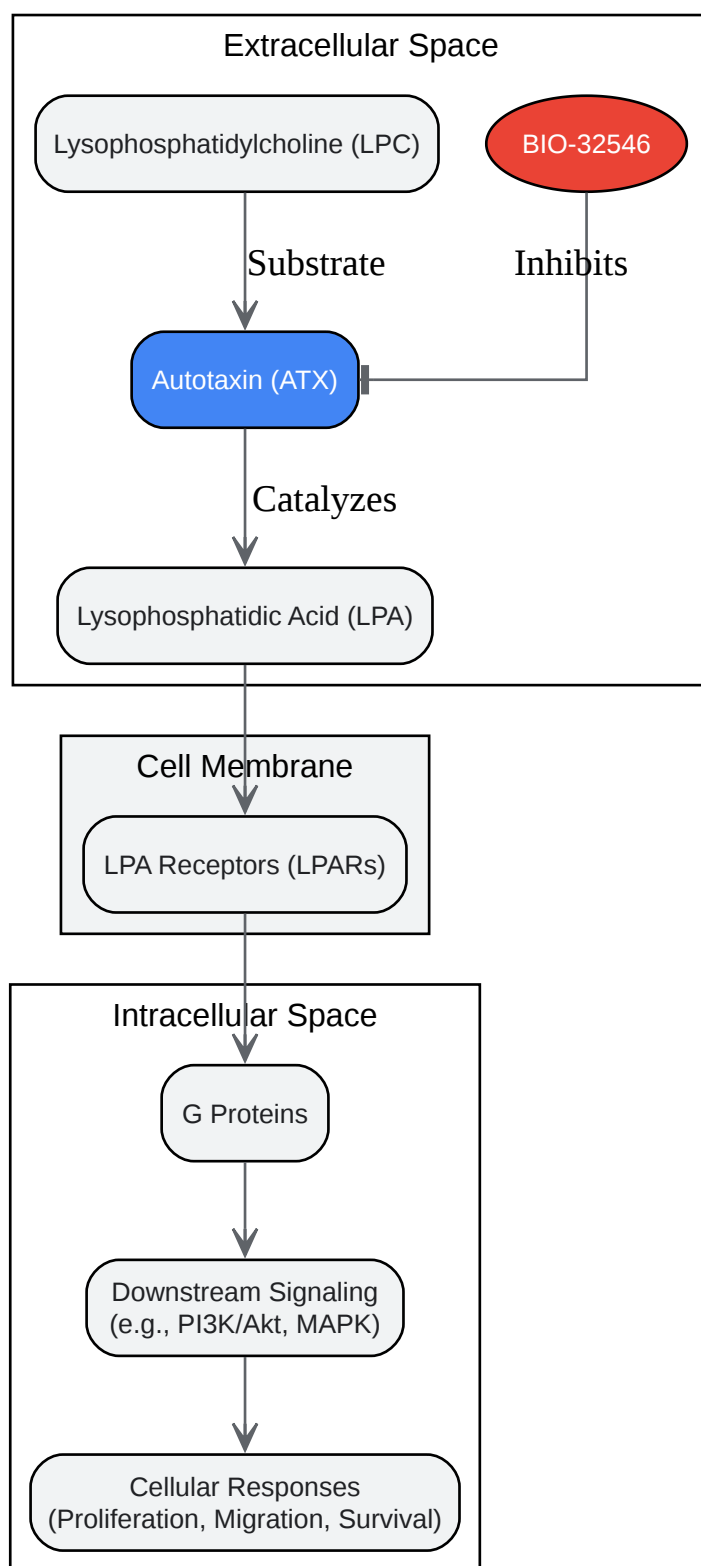 Extracellular Space
Lysophosphatidylcholine (LPC)
BIO-32546
Substrate
Inhibits
Autotaxin (ATX)
Catalyzes
Lysophosphatidic Acid (LPA)
Cell Membrane
LPA Receptors (LPARs)
Intracellular Space
G Proteins
Downstream Signaling
(e.g., PI3K/Akt, MAPK)
Cellular Responses
(Proliferation, Migration, Survival)